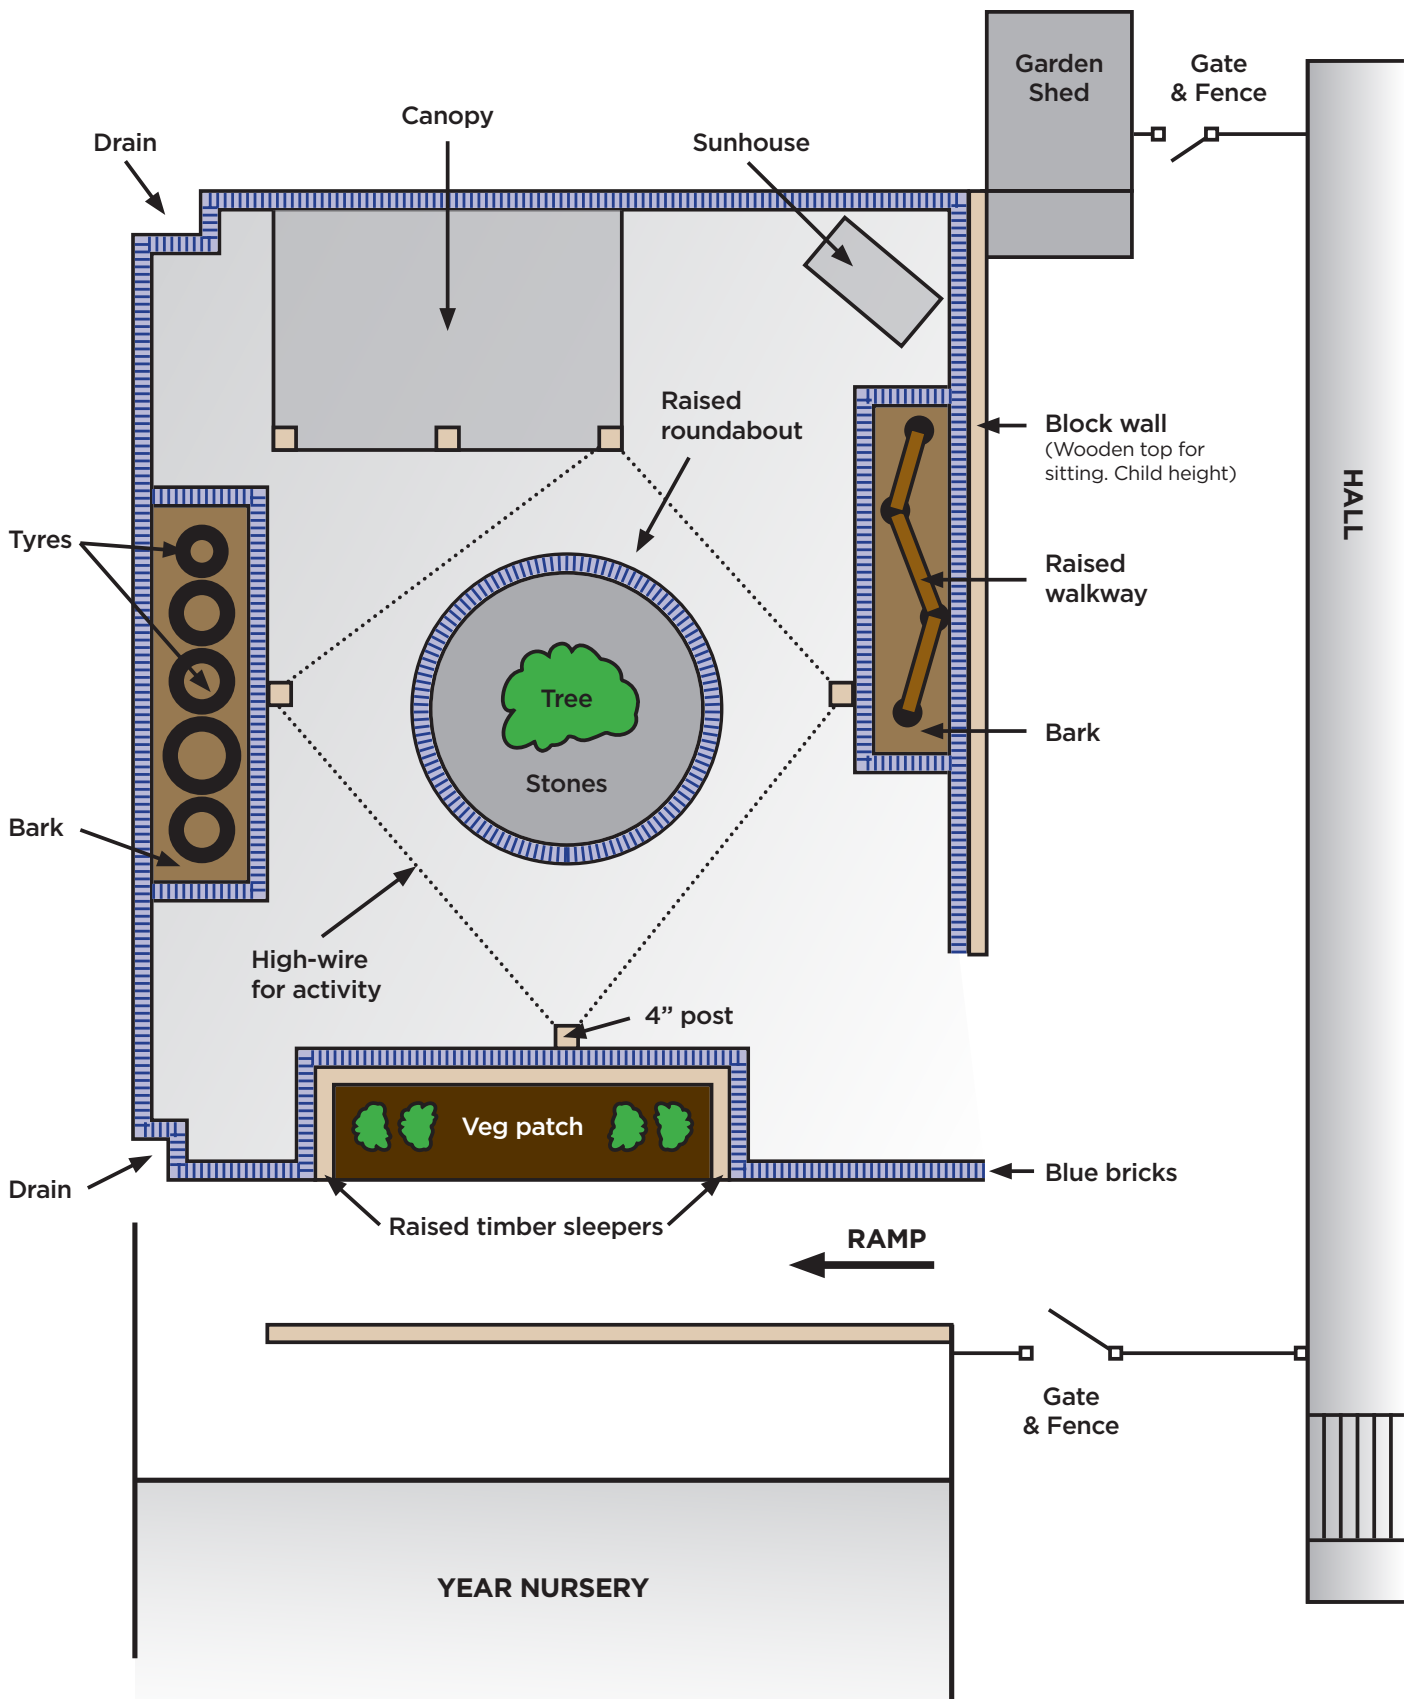 Garden
Shed
Gate
& Fence
Canopy
Drain
Sunhouse
Raised
roundabout
Block wall
(Wooden top for
sitting. Child height)
HALL
Tyres
Raised
walkway
Tree
Bark
Stones
Bark
High-wire
for activity
4” post
Veg patch
Blue bricks
Drain
Raised timber sleepers
RAMP
Gate
& Fence
YEAR NURSERY